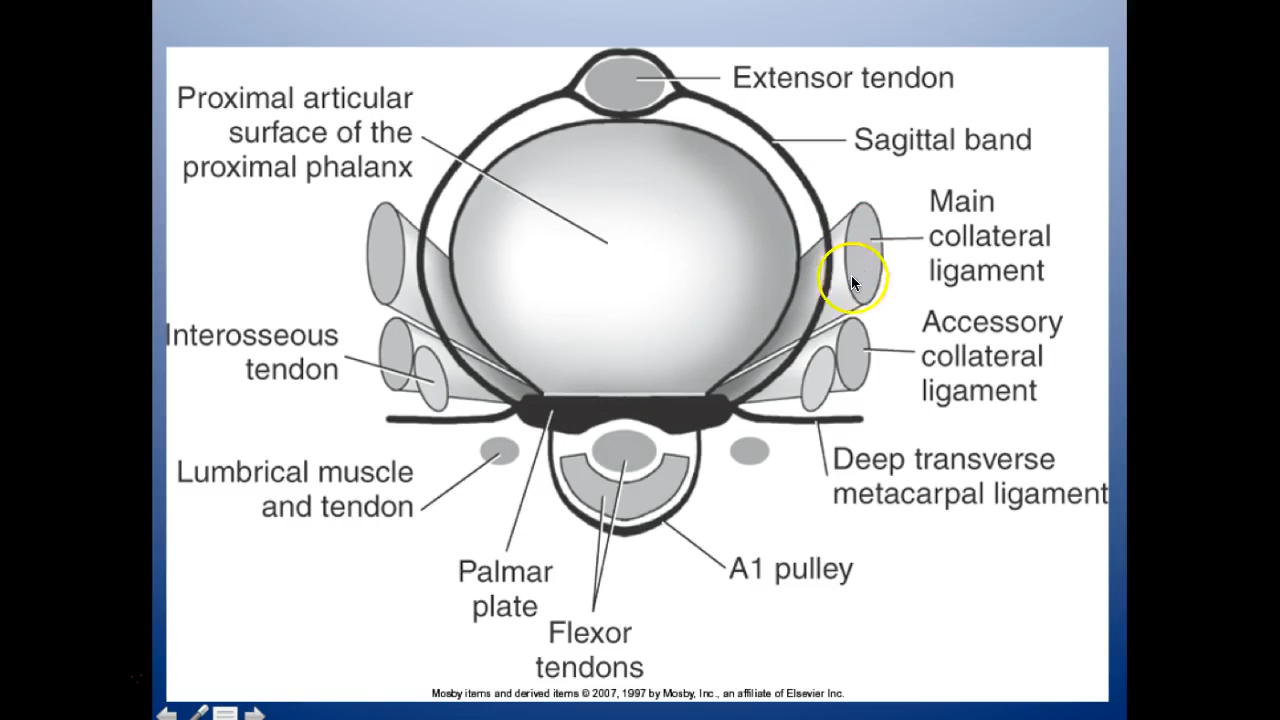 Extensor tendon
Proximal articular
surface of the
proximal phalanx
Sagittal band
Main
collateral
ligament
Interosseous
tendon
Accessory
collateral
ligament
Lumbrical muscle
and tendon
Deep transverse
metacarpal ligament
Palmar
plate
A1 pulley
Flexor
tendons
Mosby items and derived items © 2007, 1997 by Mosby, Inc., an affiliate of Elsevier Inc.